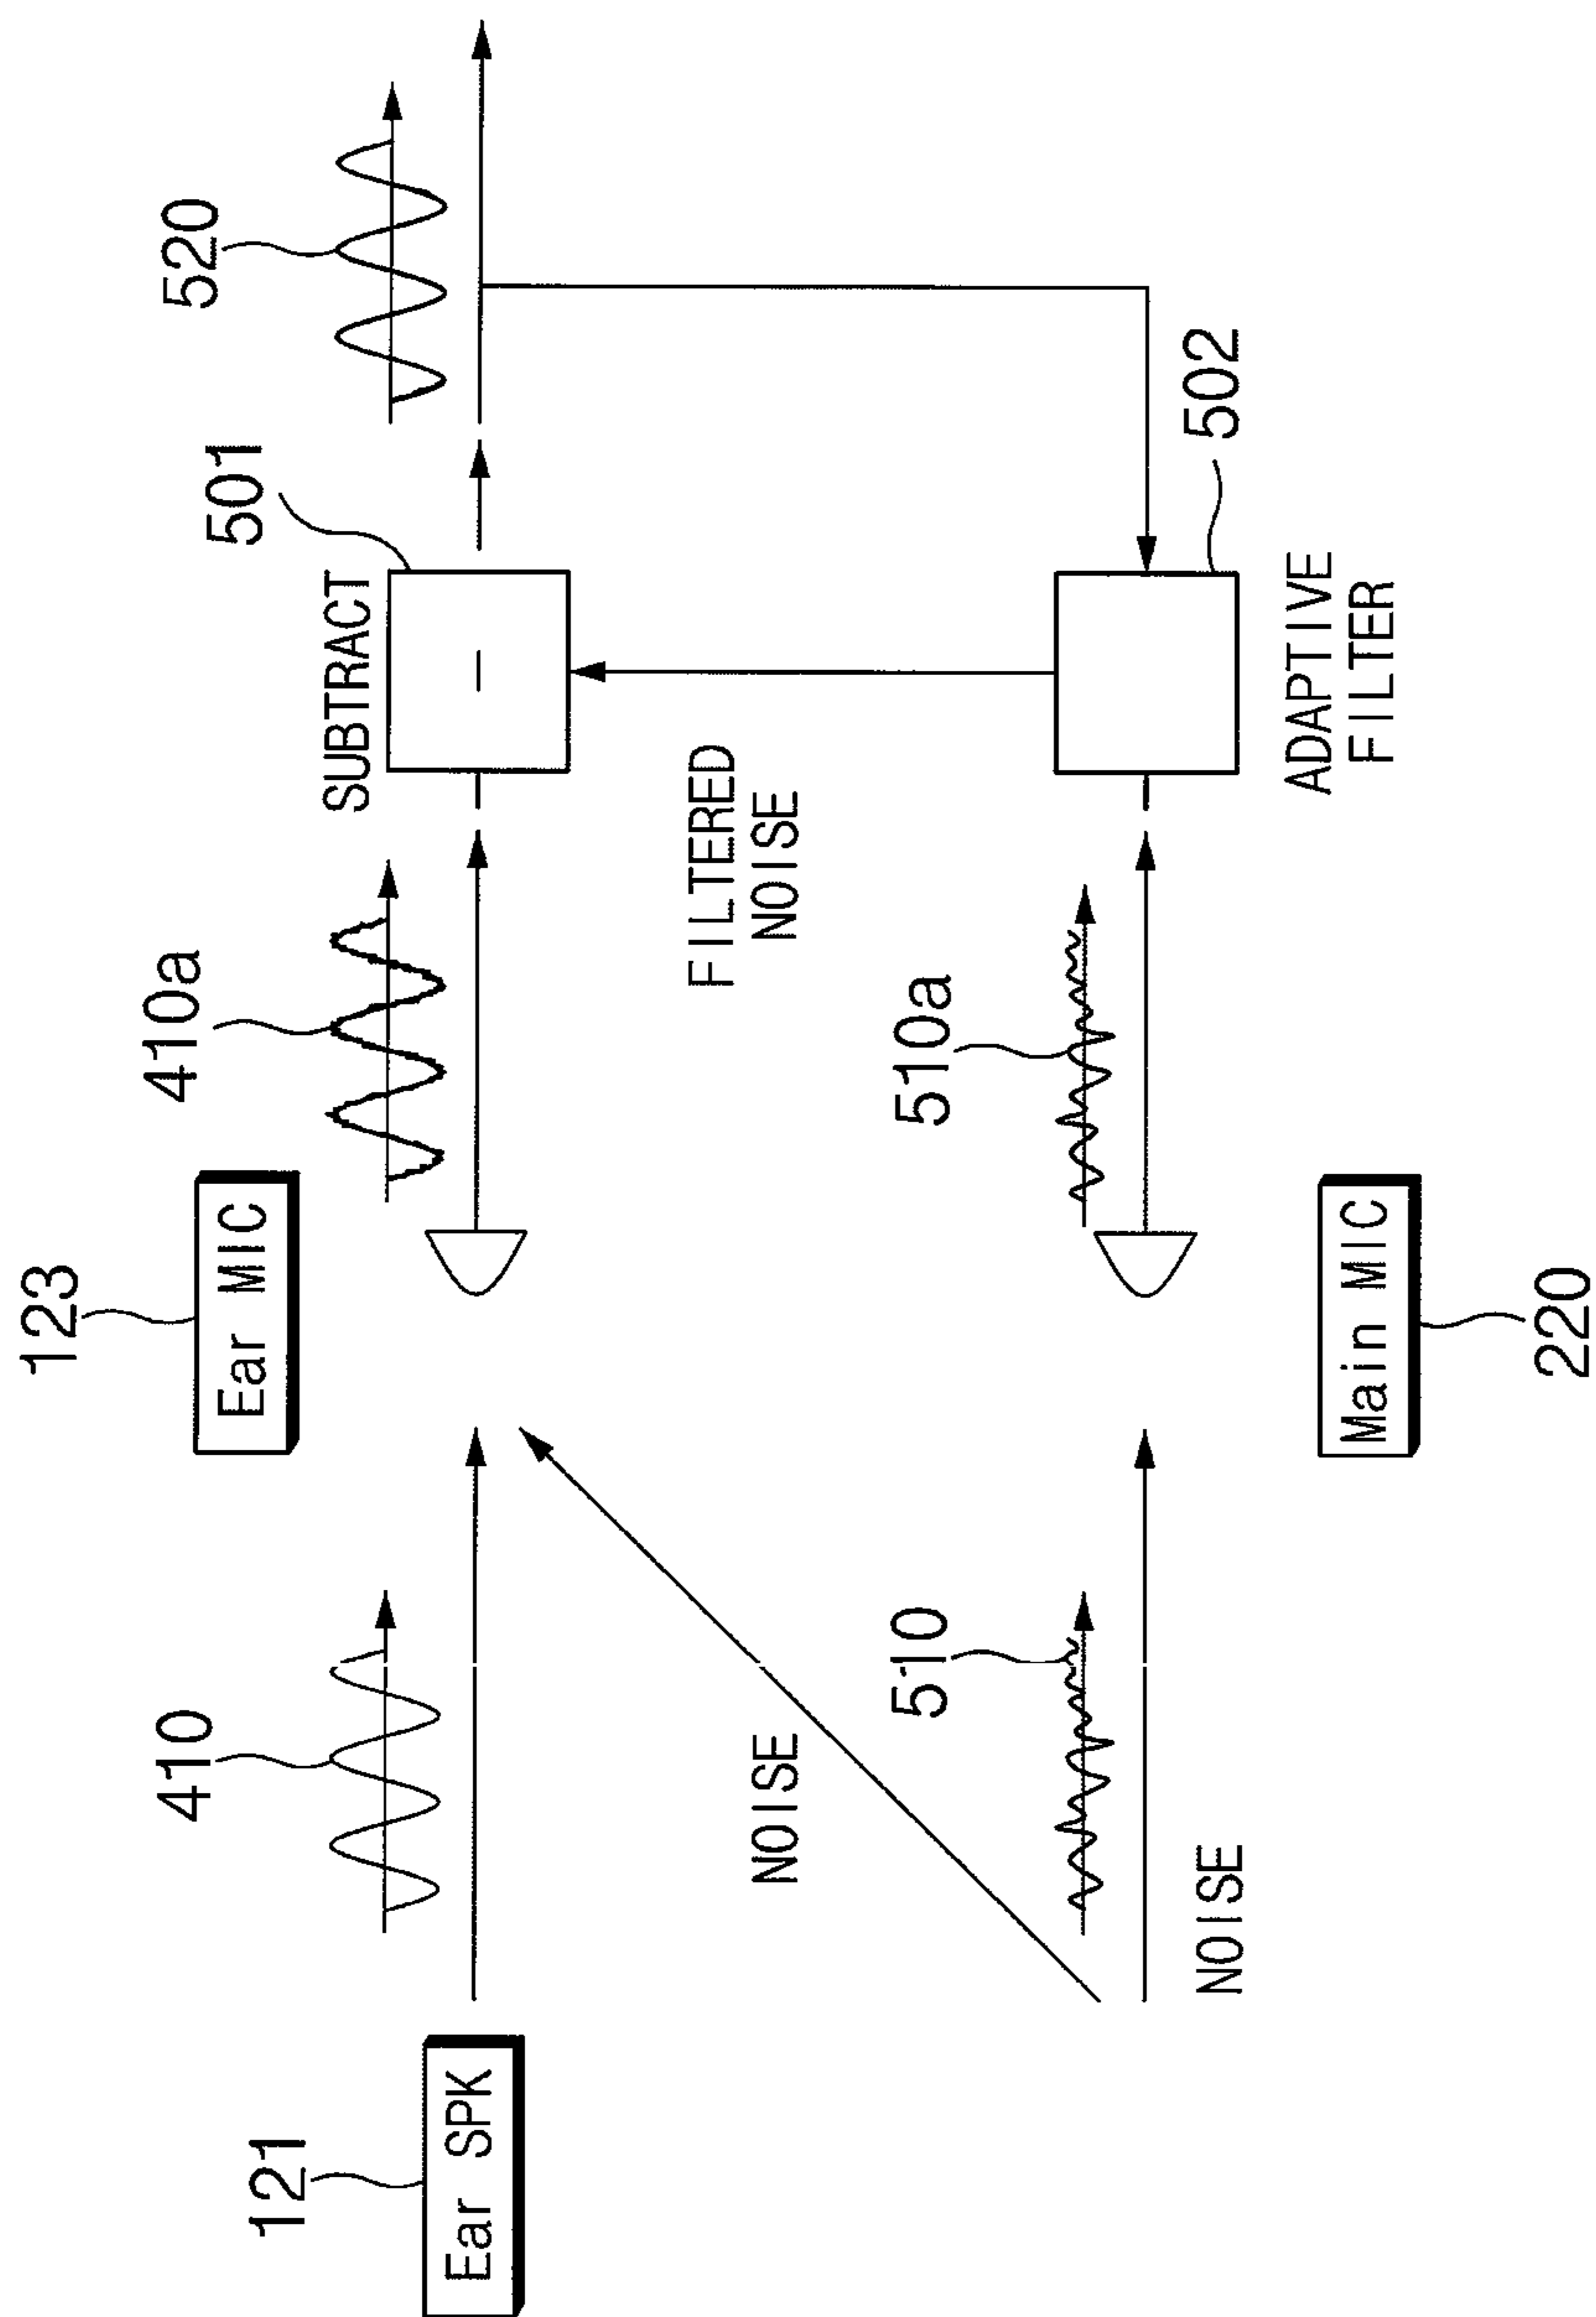 121
Ear SPK
410
123
Ear MIC
410a
SUBTRACT
501
520
NOISE
FILTERED
NOISE
510
NOISE
510a
Main MIC
220
ADAPTIVE
FILTER
502